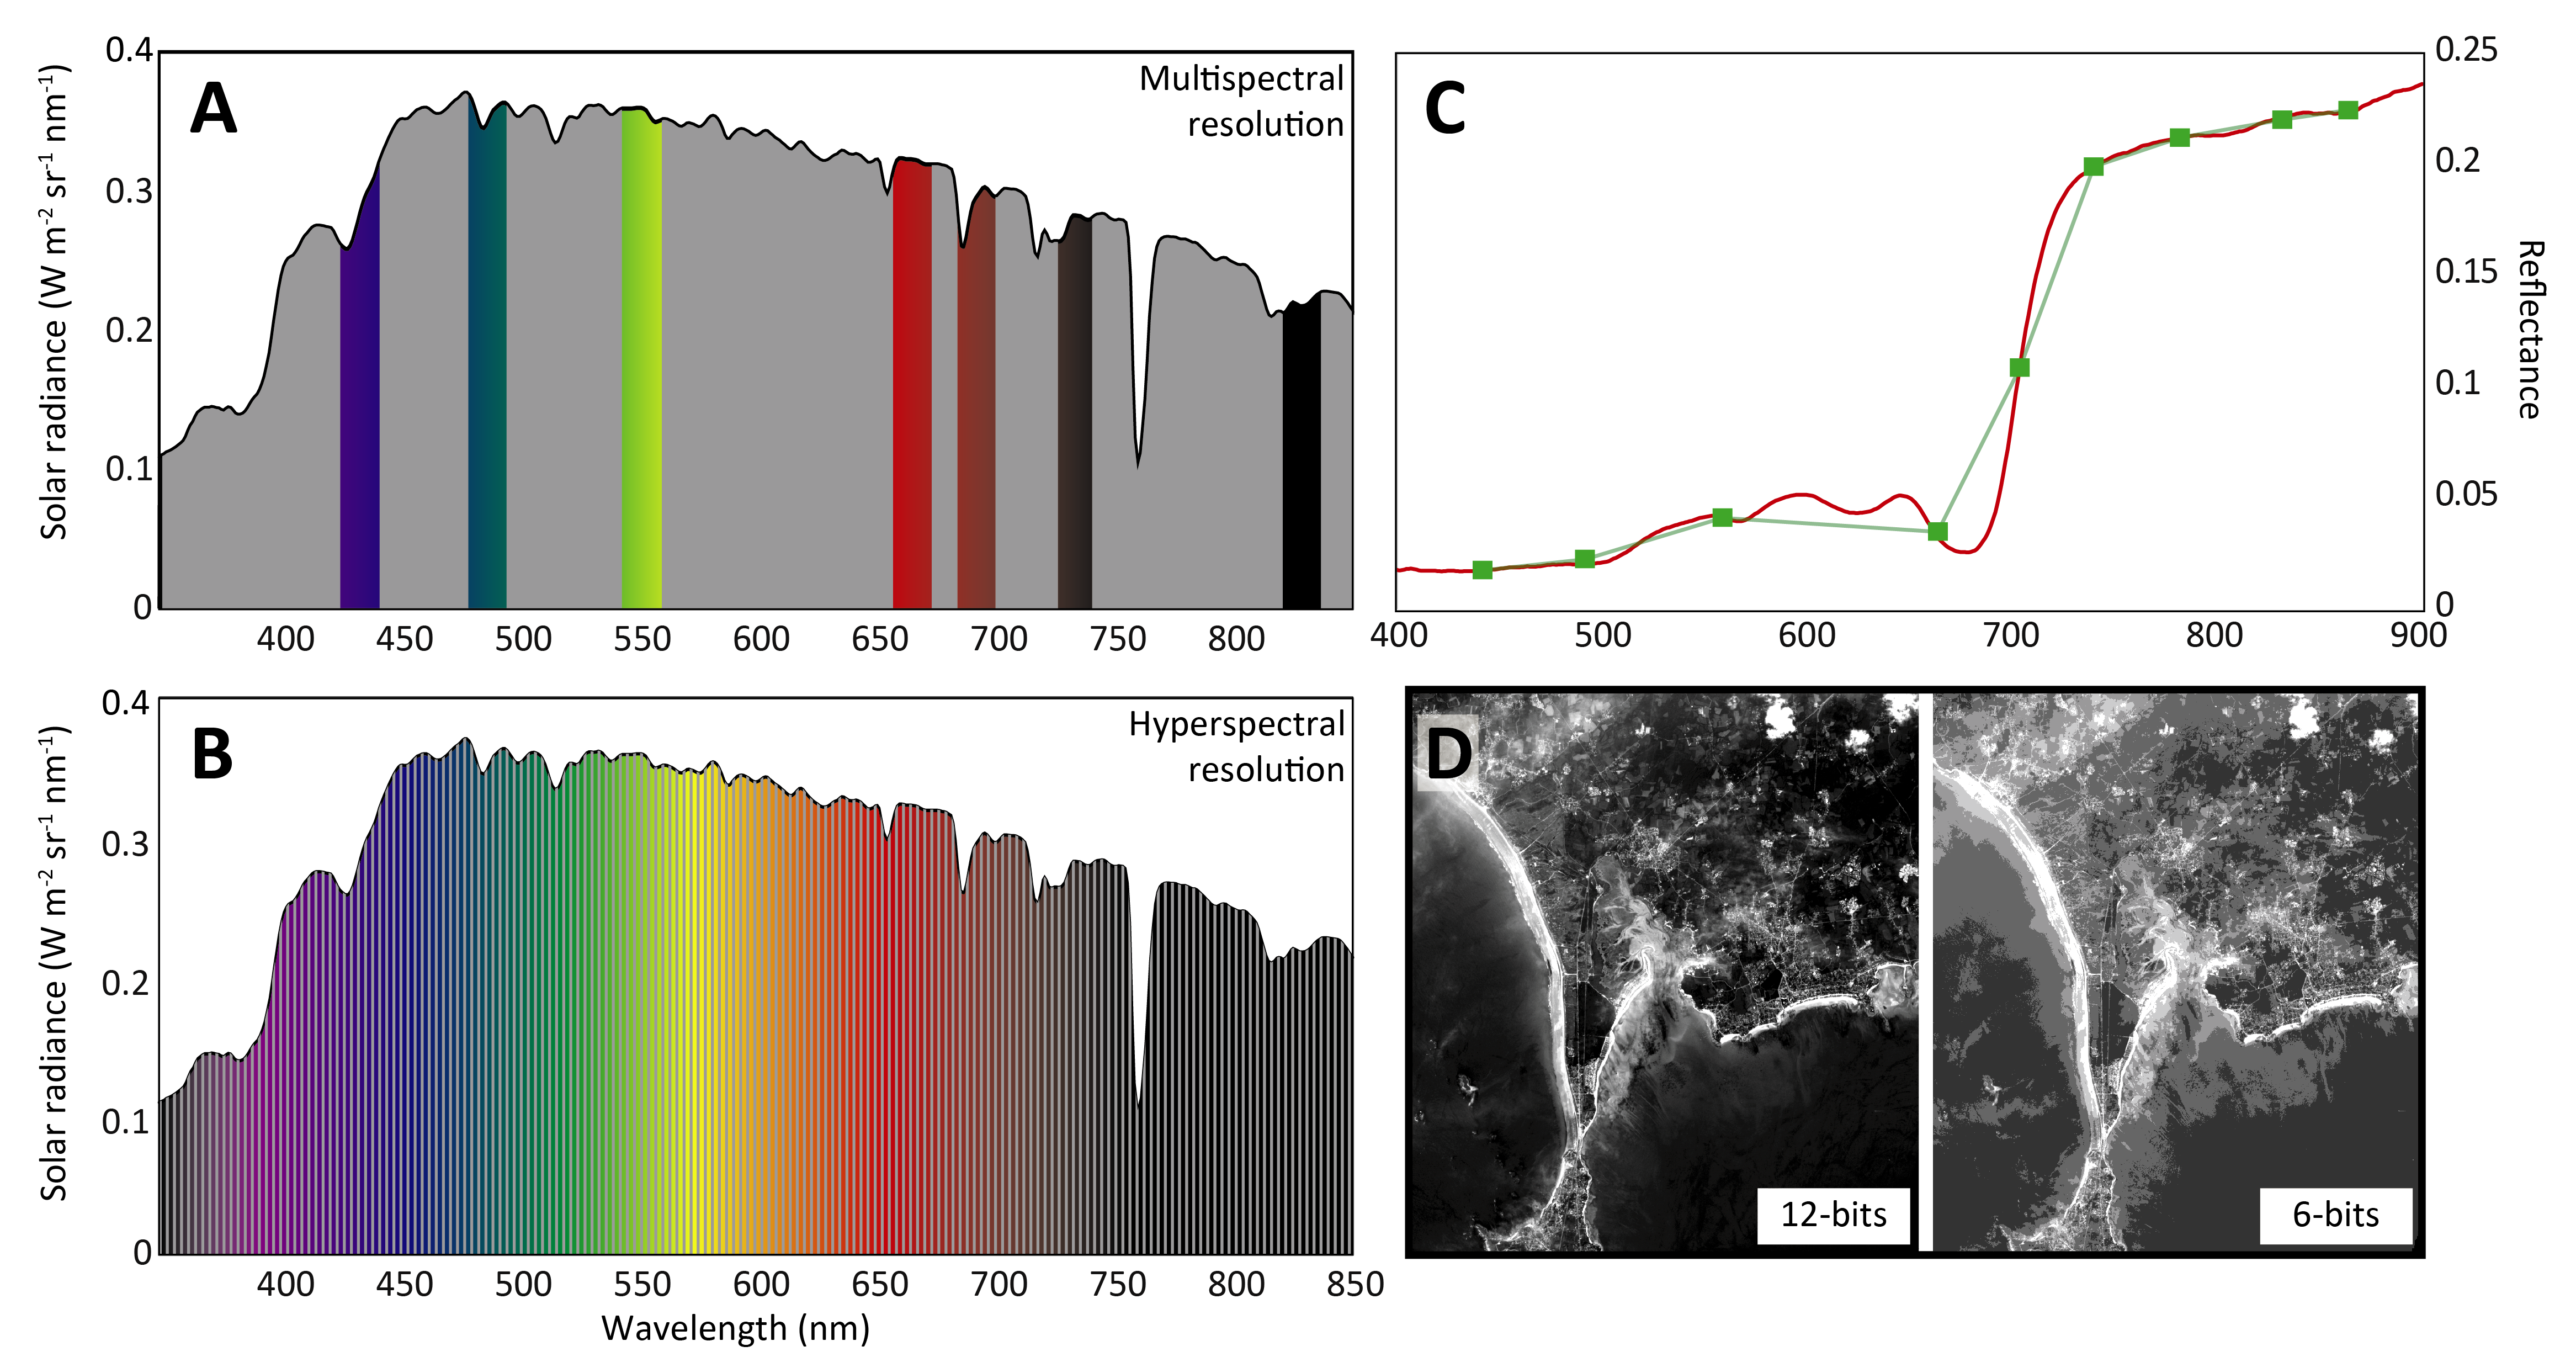 A
Multispectral
resolution
Solar radiance (W m-2 sr-1 nm-1)
0.4
0.3
0.2
0.1
0
400 450 500 550 600 650 700 750 800
C
0.25
0.2
0.15
0.1
0.05
0
Reflectance
400 500 600 700 800 900
B
Hyperspectral
resolution
Solar radiance (W m-2 sr-1 nm-1)
0.4
0.3
0.2
0.1
0
400 450 500 550 600 650 700 750 800 850
Wavelength (nm)
D
12-bits
6-bits